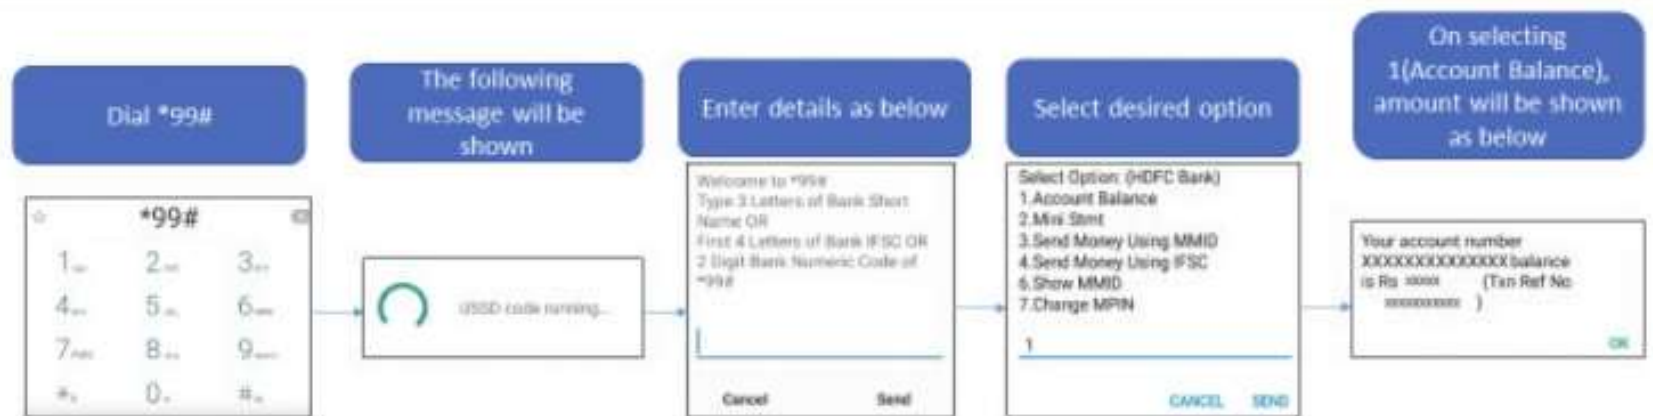 Dial *99#
The following
message will be
shown
Enter details as below
Select desired option
On selecting
1(Account Balance),
amount will be shown
as below
*99#
1
2
3
4
5
6
7
8
9
*
0
#
USSD code running...
Welcome to *99#
Type 3 Letters of Bank Short
Name OR
First 4 Letters of Bank IFSC OR
2 Digit Bank Numeric Code of
*99#
Cancel Send
Select Option: (HDFC Bank)
1.Account Balance
2.Mini Stmt
3.Send Money Using MMID
4.Send Money Using IFSC
6.Show MMID
7.Change MPIN
1
CANCEL SEND
Your account number
XXXXXXXXXXXXXX balance
is Rs xxxxx (Txn Ref No
xxxxxxxxxxx )
OK